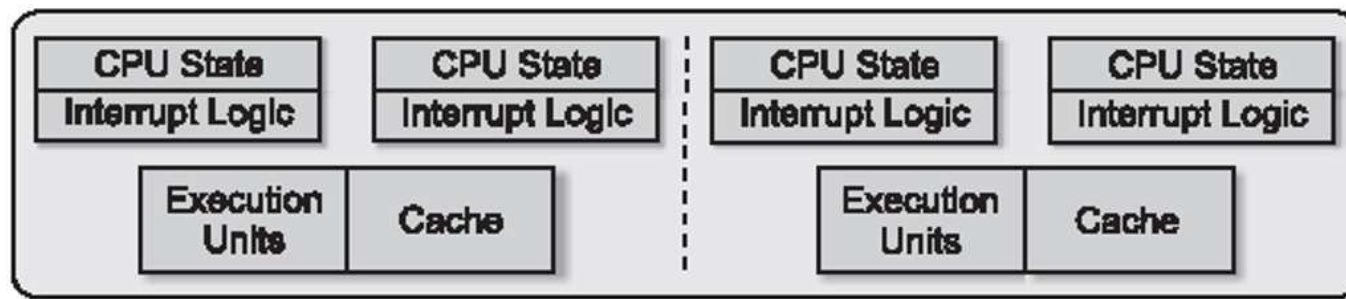 CPU State
Interrupt Logic
CPU State
Interrupt Logic
CPU State
Interrupt Logic
CPU State
Interrupt Logic
Execution
Units
Cache
Execution
Units
Cache